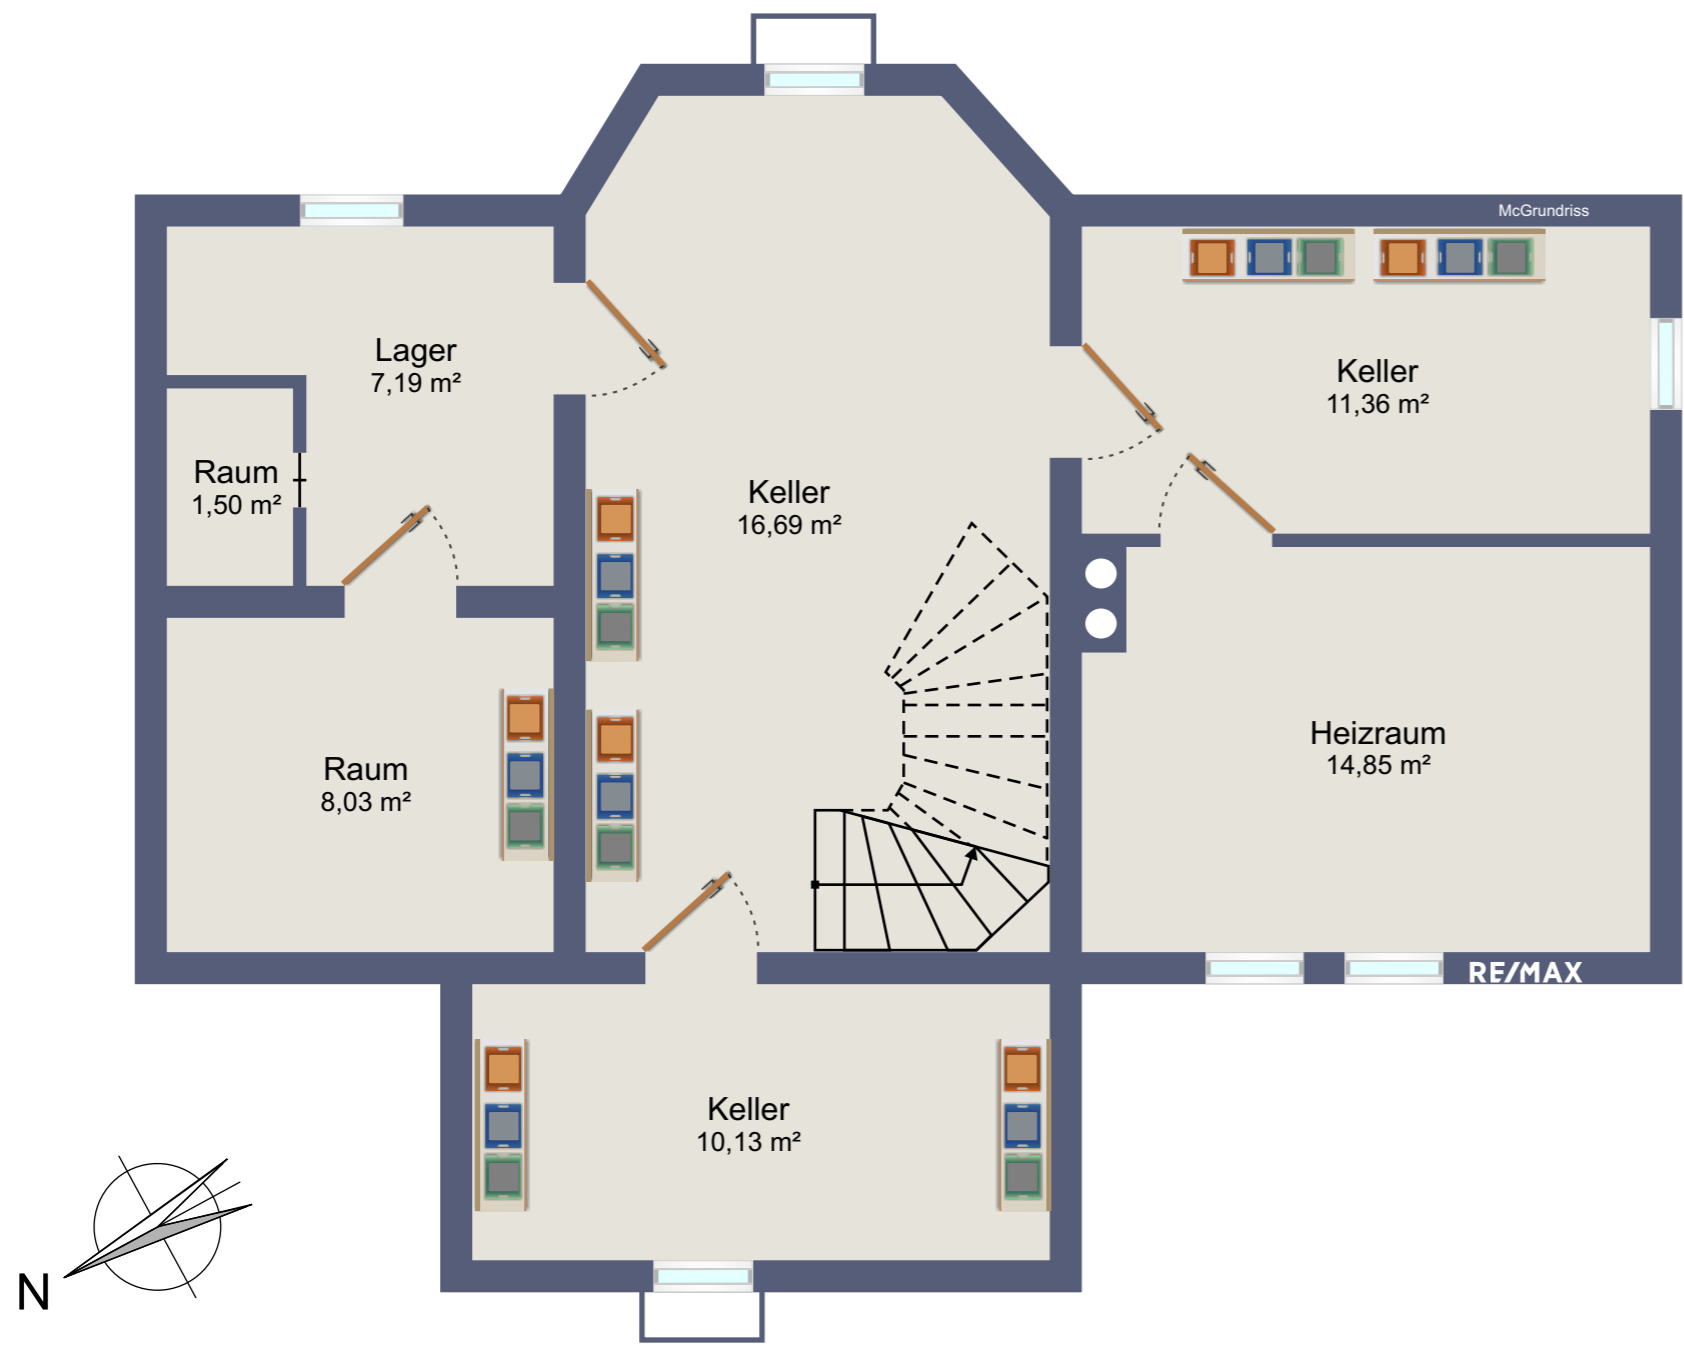 McGrundriss
Lager
7,19 m²
Keller
11,36 m²
Raum
1,50 m²
Keller
16,69 m²
Heizraum
14,85 m²
Raum
8,03 m²
RE/MAX
Keller
10,13 m²
N